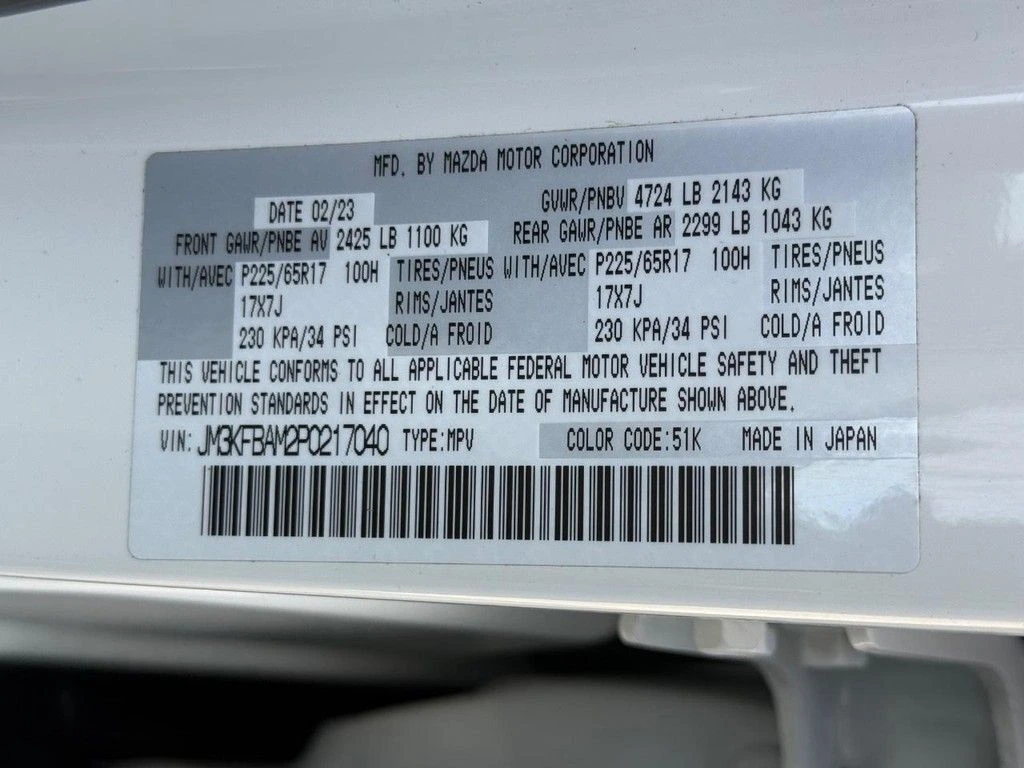 MFD. BY MAZDA MOTOR CORPORATION
DATE 02/23 GVWR/PNBV 4724 LB 2143 KG
FRONT GAWR/PNBE AV 2425 LB 1100 KG REAR GAWR/PNBE AR 2299 LB 1043 KG
WITH/AVEC P225/65R17 100H TIRES/PNEUS WITH/AVEC P225/65R17 100H TIRES/PNEUS
17X7J RIMS/JANTES 17X7J RIMS/JANTES
230 KPA/34 PSI COLD/A FROID 230 KPA/34 PSI COLD/A FROID
THIS VEHICLE CONFORMS TO ALL APPLICABLE FEDERAL MOTOR VEHICLE SAFETY AND THEFT
PREVENTION STANDARDS IN EFFECT ON THE DATE OF MANUFACTURE SHOWN ABOVE.
VIN: JM3KFBAM2P0217040 TYPE:MPV COLOR CODE:51K MADE IN JAPAN